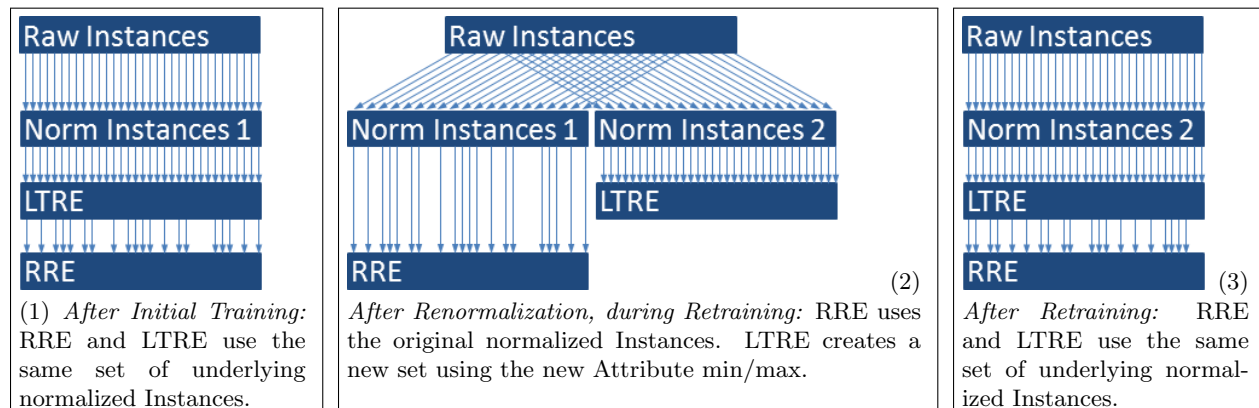 Raw Instances
Norm Instances 1
LTRE
RRE
(1) After Initial Training:
RRE and LTRE use the
same set of underlying
normalized Instances.
Raw Instances
Norm Instances 1
Norm Instances 2
LTRE
RRE
(2)
After Renormalization, during Retraining: RRE uses
the original normalized Instances. LTRE creates a
new set using the new Attribute min/max.
Raw Instances
Norm Instances 2
LTRE
RRE
(3)
After Retraining: RRE
and LTRE use the same
set of underlying normal-
ized Instances.